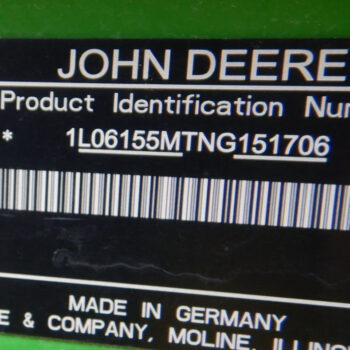 JOHN DEERE
Product Identification Num
* 1L06155MTNG151706
MADE IN GERMANY
E & COMPANY, MOLINE, ILLINO